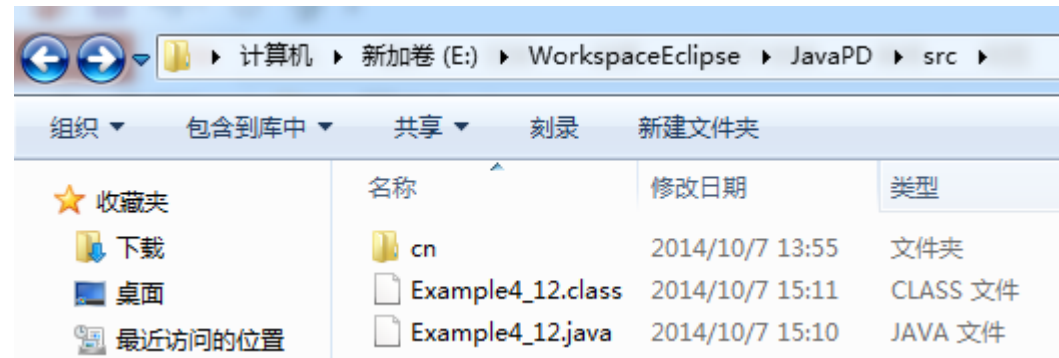 计算机 新加卷 (E:) WorkspaceEclipse JavaPD src
组织 包含到库中 共享 刻录 新建文件夹
收藏夹
下载
桌面
最近访问的位置
名称 修改日期 类型
cn 2014/10/7 13:55 文件夹
Example4_12.class 2014/10/7 15:11 CLASS 文件
Example4_12.java 2014/10/7 15:10 JAVA 文件